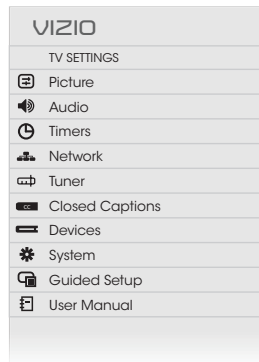 VIZIO
TV SETTINGS
Picture
Audio
Timers
Network
Tuner
CC Closed Captions
Devices
System
Guided Setup
User Manual